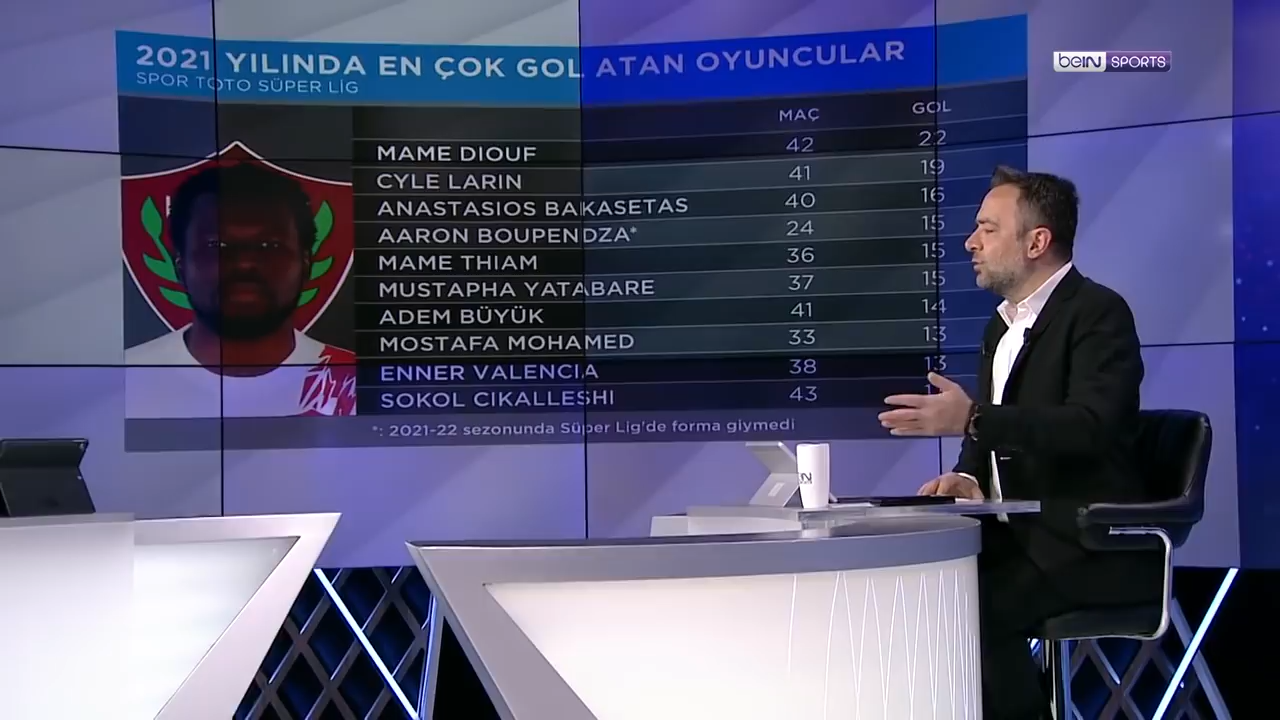 2021 YILINDA EN ÇOK GOL ATAN OYUNCULAR
SPOR TOTO SÜPER LİG
beIN SPORTS
MAÇ GOL
MAME DIOUF 42 22
CYLE LARIN 41 19
ANASTASIOS BAKASETAS 40 16
AARON BOUPENDZA* 24 15
MAME THIAM 36 15
MUSTAPHA YATABARE 37 15
ADEM BÜYÜK 41 14
MOSTAFA MOHAMED 33 13
ENNER VALENCIA 38 13
SOKOL CIKALLESHI 43
*: 2021-22 sezonunda Süper Lig'de forma giymedi